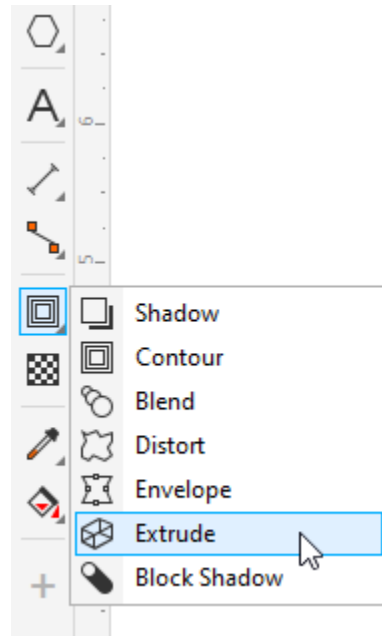 A
6
5
Shadow
Contour
Blend
Distort
Envelope
Extrude
Block Shadow